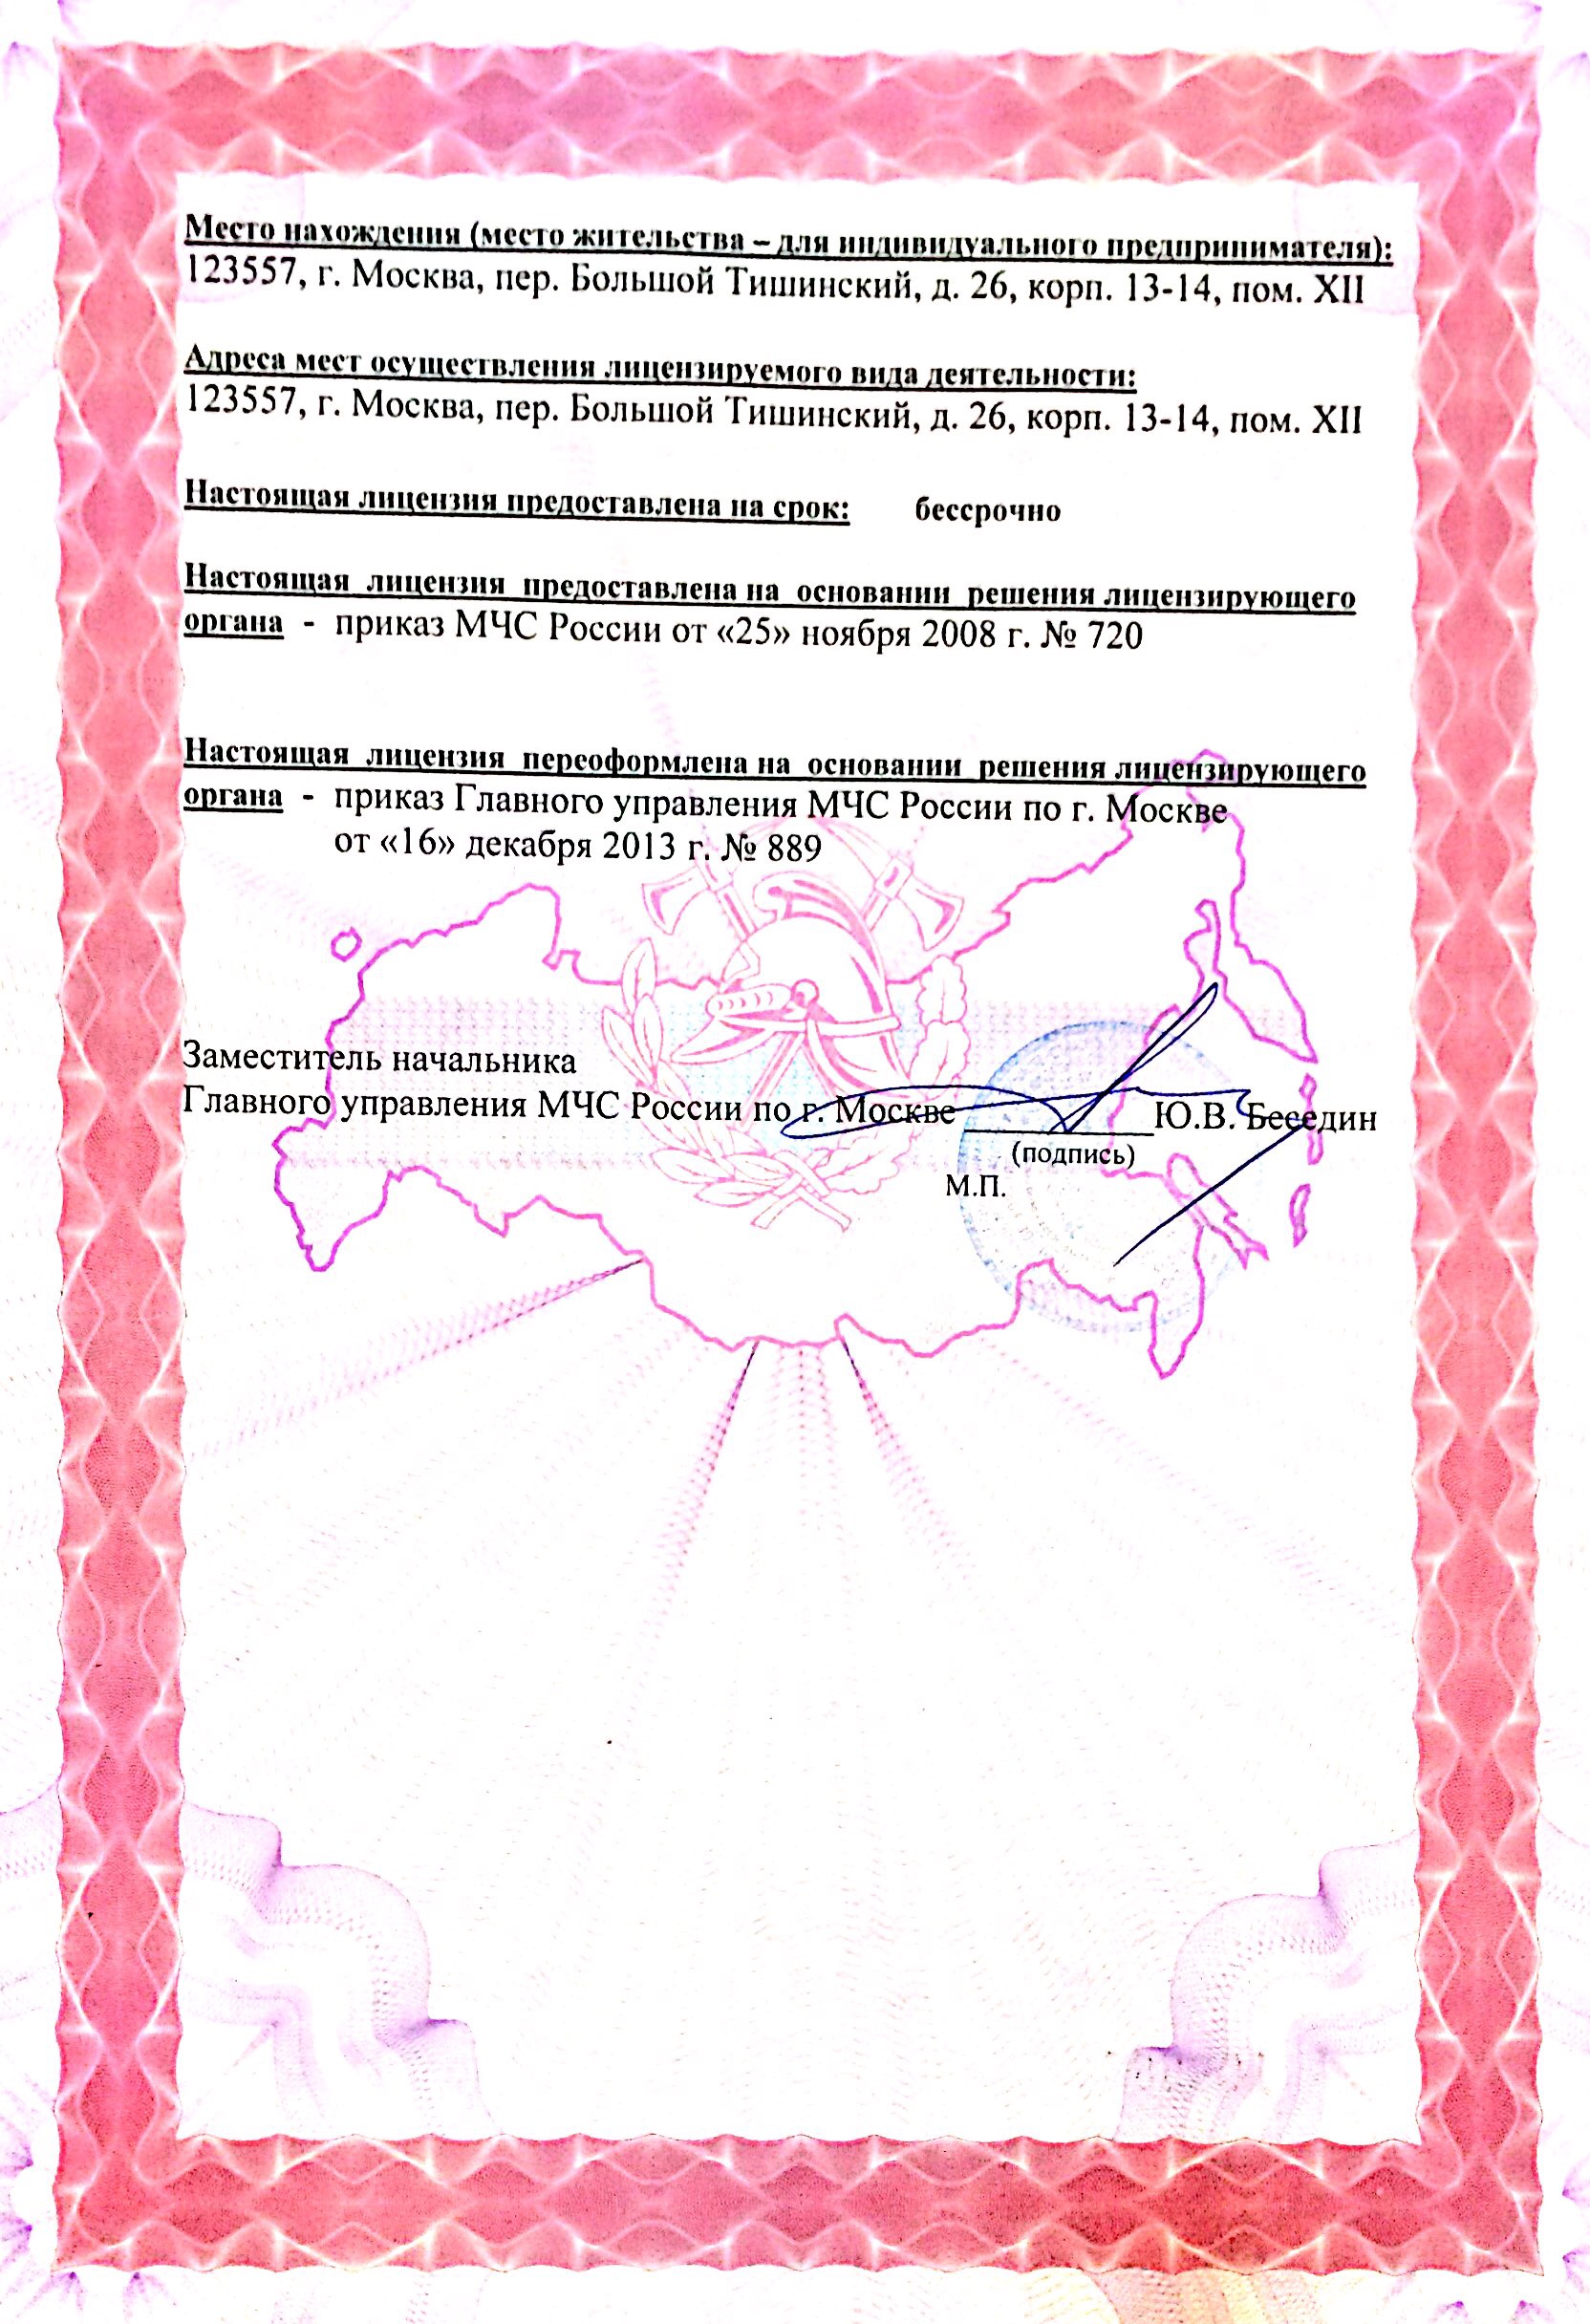 Место нахождения (место жительства – для индивидуального предпринимателя):
123557, г. Москва, пер. Большой Тишинский, д. 26, корп. 13-14, пом. XII
Адреса мест осуществления лицензируемого вида деятельности:
123557, г. Москва, пер. Большой Тишинский, д. 26, корп. 13-14, пом. XII
Настоящая лицензия предоставлена на срок: бессрочно
Настоящая лицензия предоставлена на основании решения лицензирующего
органа - приказ МЧС России от «25» ноября 2008 г. № 720
Настоящая лицензия переоформлена на основании решения лицензирующего
органа - приказ Главного управления МЧС России по г. Москве
от «16» декабря 2013 г. № 889
Заместитель начальника
Главного управления МЧС России по г. Москве ____________Ю.В. Беседин
(подпись)
М.П.